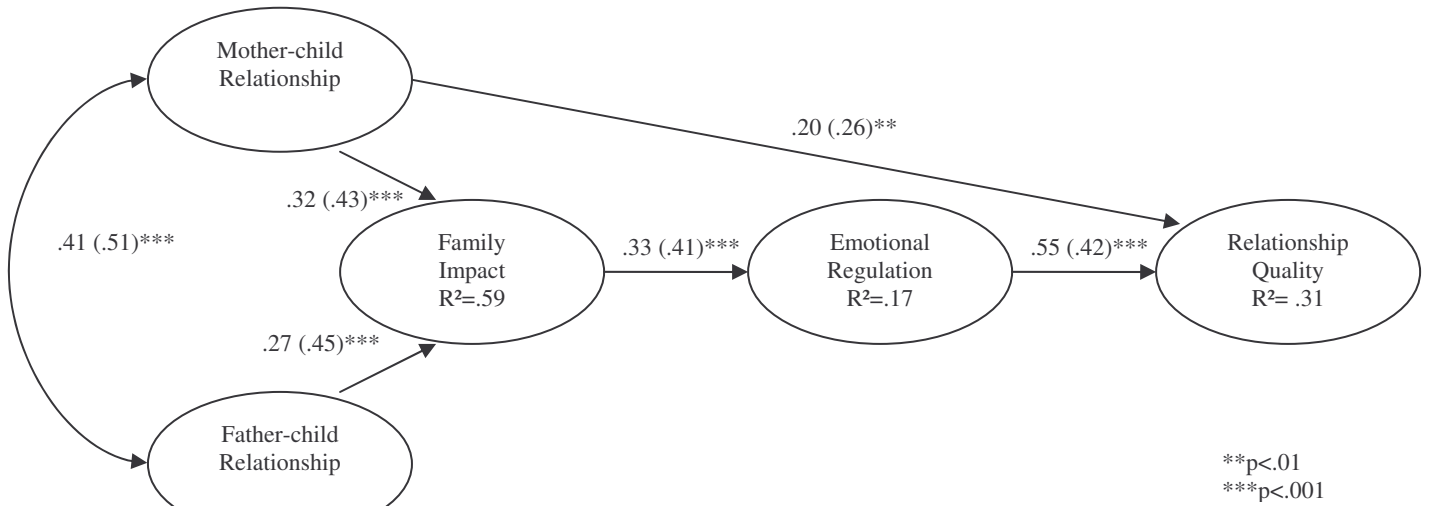 Mother-child
Relationship
.20 (.26)**
.32 (.43)***
.41 (.51)***
Family
Impact
R²=.59
.33 (.41)***
Emotional
Regulation
R²=.17
.55 (.42)***
Relationship
Quality
R²= .31
.27 (.45)***
Father-child
Relationship
**p<.01
***p<.001